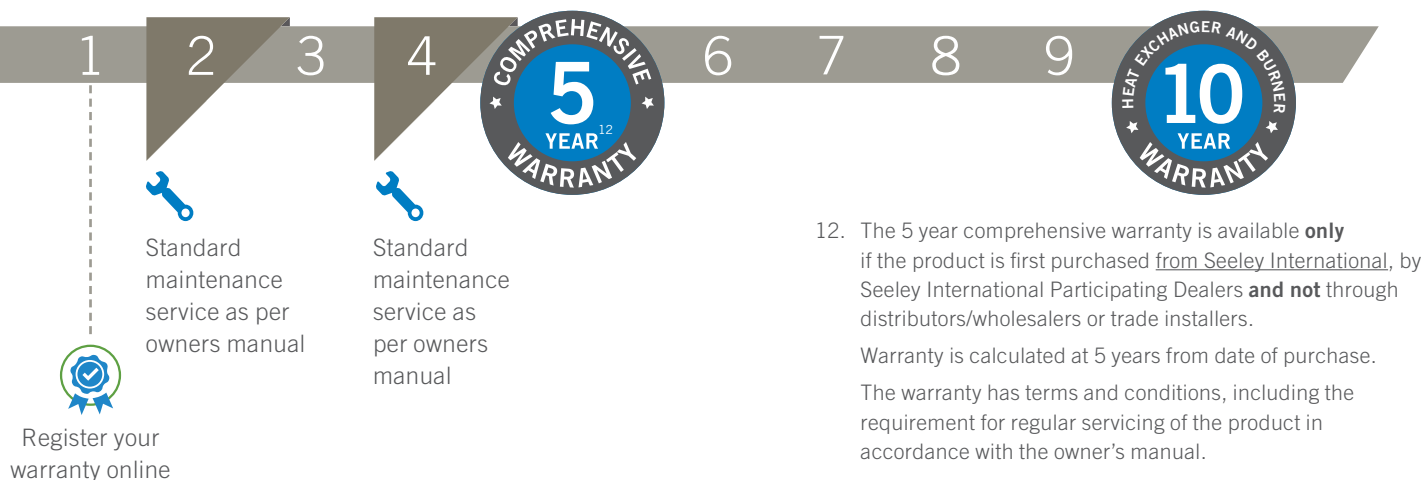 1 2 3 4 6 7 8 9
COMPREHENSIVE
5
YEAR12
WARRANTY
HEAT EXCHANGER AND BURNER
10
YEAR
WARRANTY
Standard
maintenance
service as per
owners manual
Standard
maintenance
service as
per owners
manual
Register your
warranty online
12. The 5 year comprehensive warranty is available only
if the product is first purchased from Seeley International, by
Seeley International Participating Dealers and not through
distributors/wholesalers or trade installers.
Warranty is calculated at 5 years from date of purchase.
The warranty has terms and conditions, including the
requirement for regular servicing of the product in
accordance with the owner’s manual.